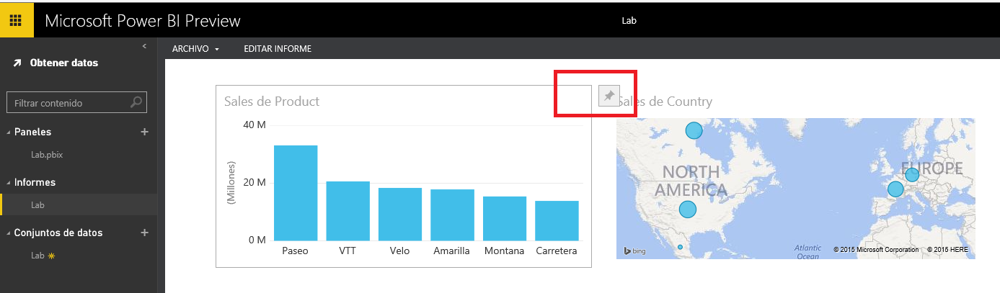 Microsoft Power BI Preview
Lab
ARCHIVO
EDITAR INFORME
Obtener datos
Filtrar contenido
Paneles
Lab.pbix
Informes
Lab
Conjuntos de datos
Lab
Sales de Product
40 M
20 M
0 M
(Millones)
Paseo VTT Velo Amarilla Montana Carretera
Sales de Country
NORTH
AMERICA
EUROPE
Atlantic
Ocean
bing
© 2015 Microsoft Corporation © 2015 HERE